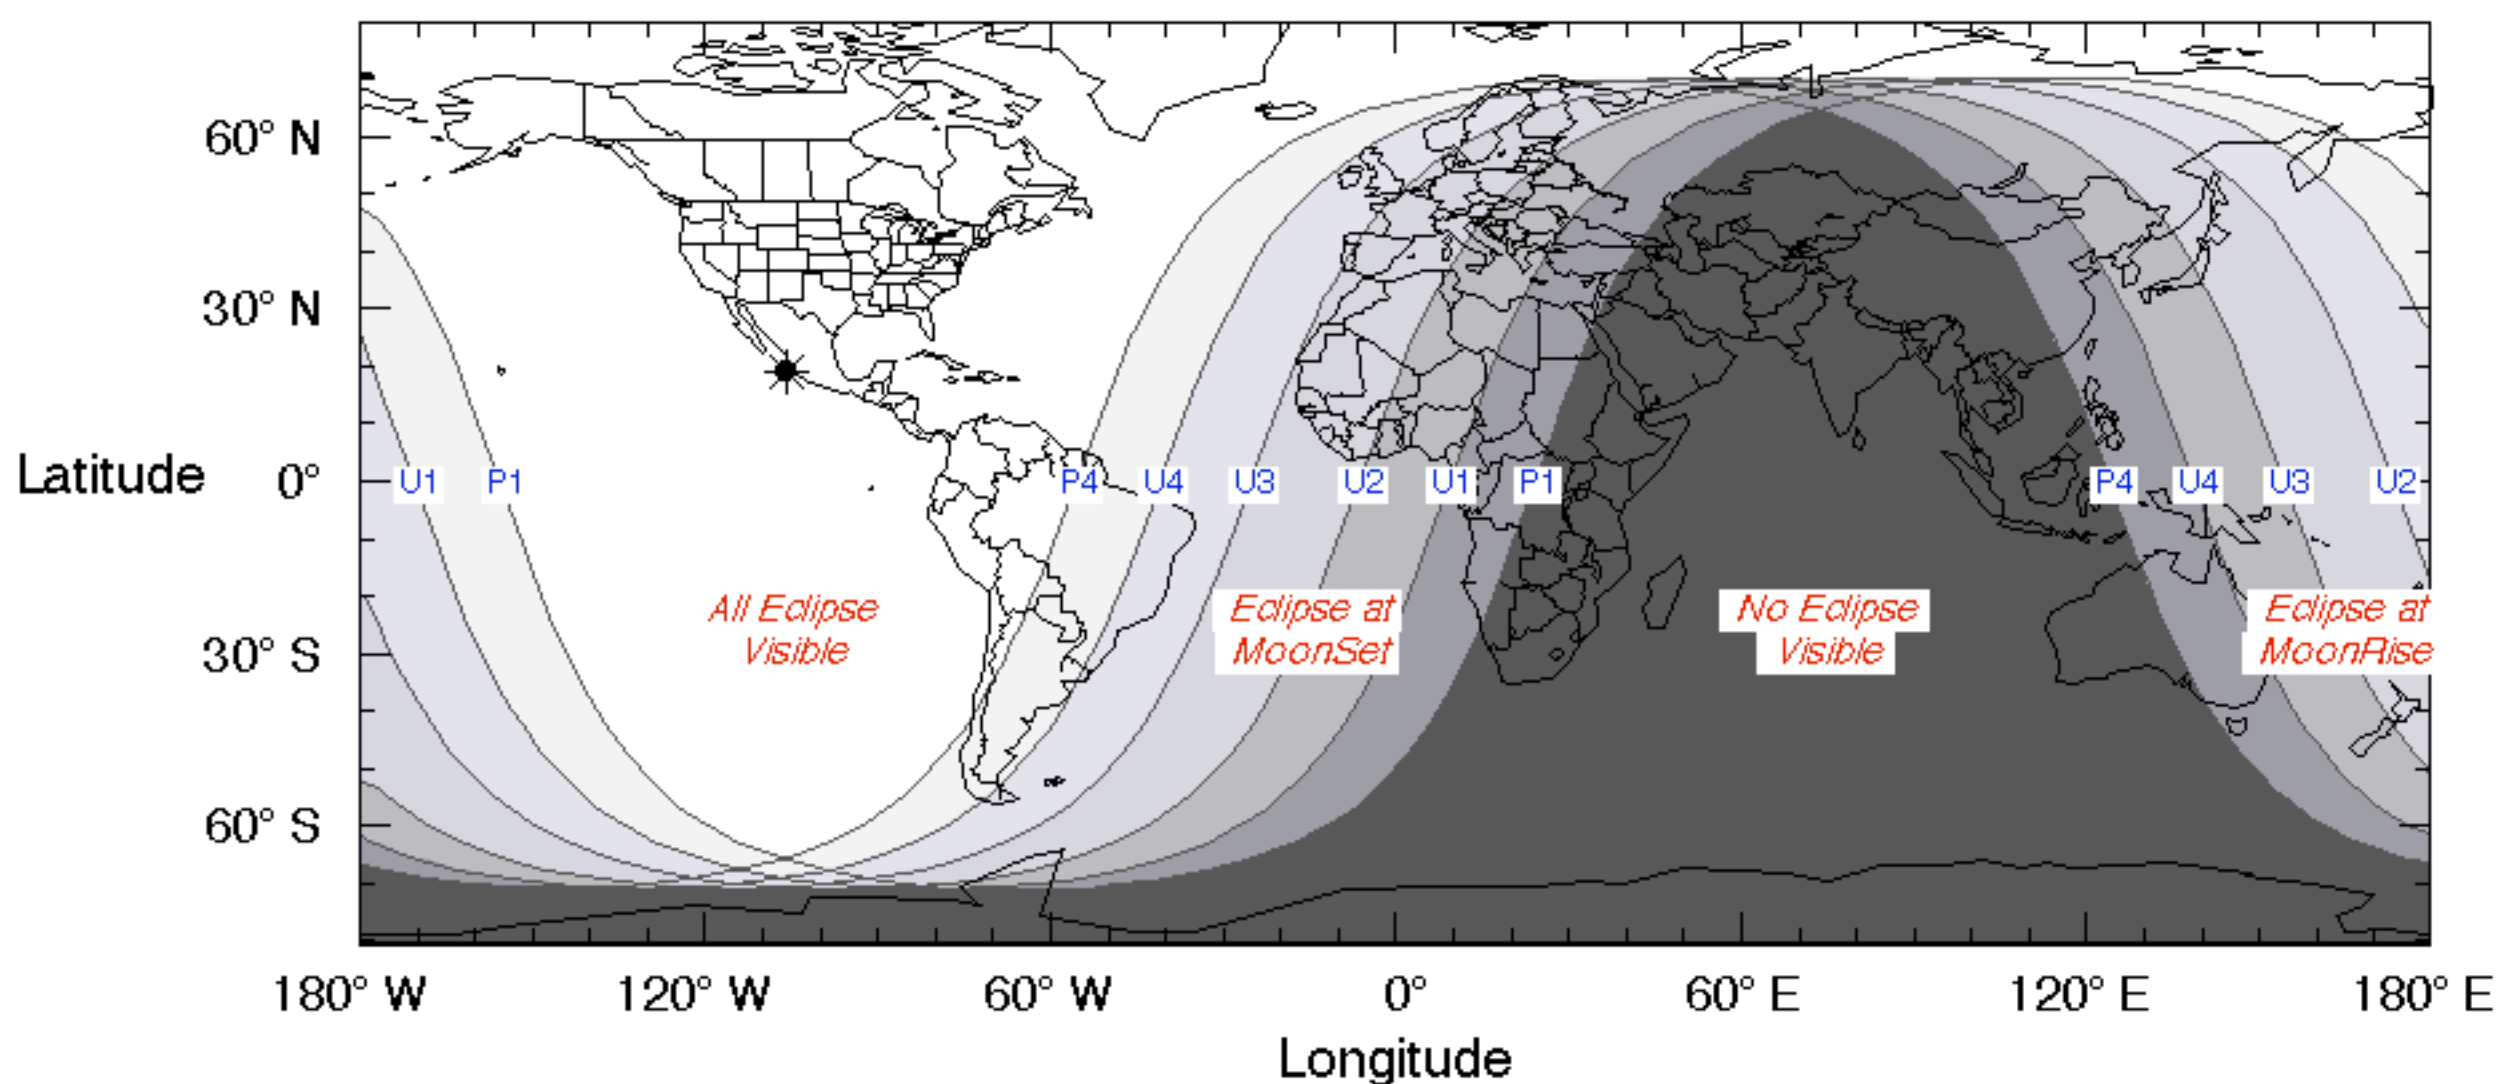 60° N
30° N
Latitude 0°
U1 P1 P4 U4 U3 U2 U1 P1 P4 U4 U3 U2
All Eclipse Eclipse at No Eclipse Eclipse at
Visible MoonSet Visible MoonRise
30° S
60° S
180° W 120° W 60° W 0° 60° E 120° E 180° E
Longitude